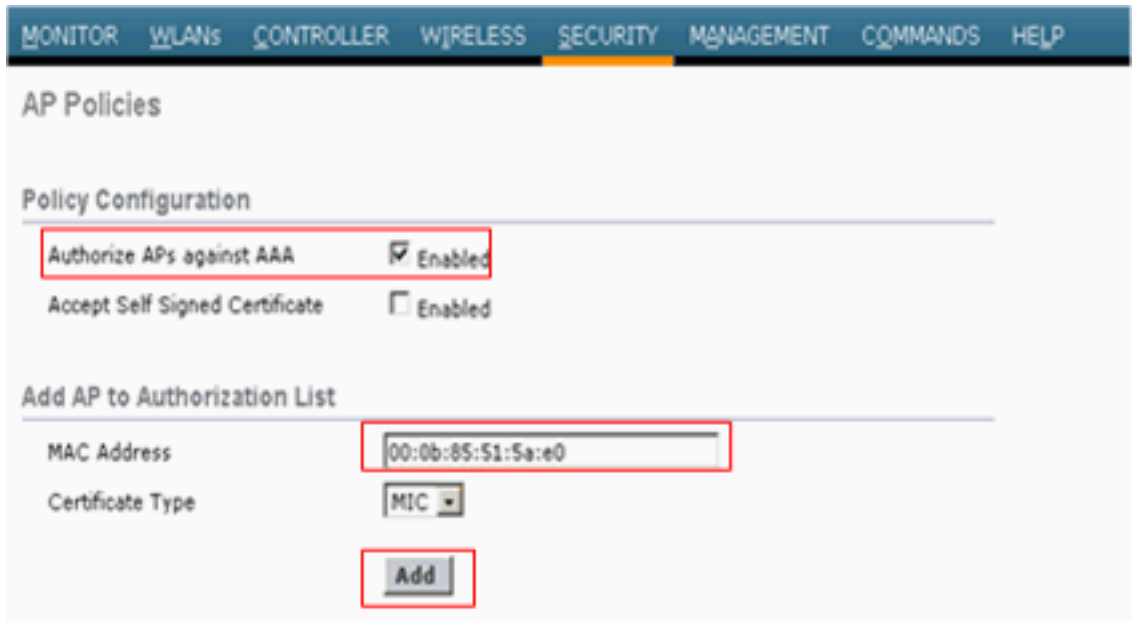 MONITOR WLANs CONTROLLER WIRELESS SECURITY MANAGEMENT COMMANDS HELP
AP Policies
Policy Configuration
Authorize APs against AAA Enabled
Accept Self Signed Certificate Enabled
Add AP to Authorization List
MAC Address 00:0b:85:51:5a:e0
Certificate Type MIC
Add